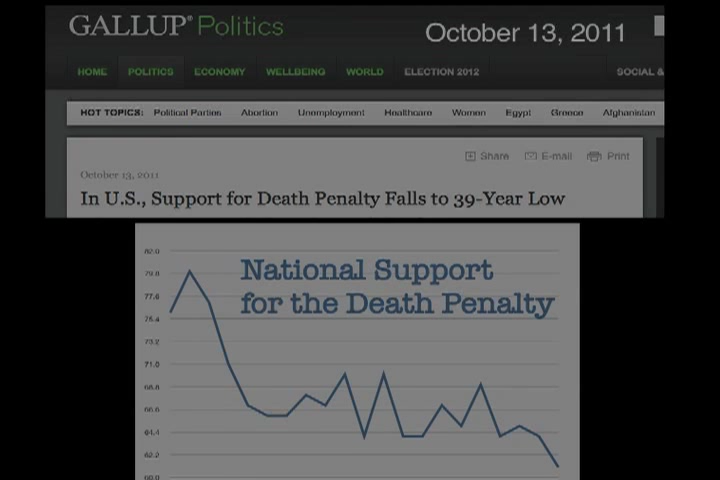 GALLUP® Politics
October 13, 2011
HOME POLITICS ECONOMY WELLBEING WORLD ELECTION 2012 SOCIAL &
HOT TOPICS: Political Parties Abortion Unemployment Healthcare Women Egypt Greece Afghanistan
Share E-mail Print
October 13, 2011
In U.S., Support for Death Penalty Falls to 39-Year Low
National Support
for the Death Penalty
82.0
79.8
77.6
75.4
73.2
71.0
68.8
66.6
64.4
62.2
60.0